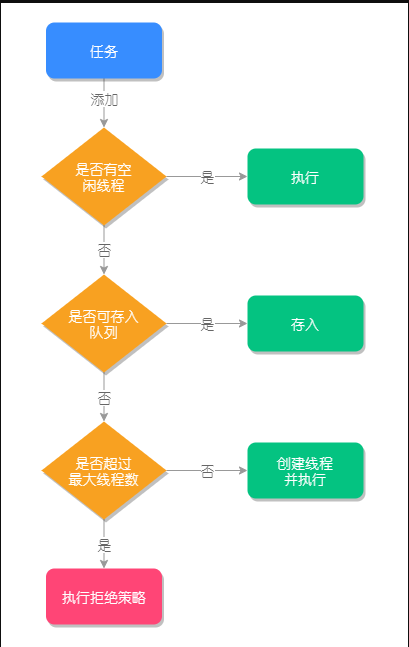 任务
添加
是否有空
闲线程
是
执行
否
是否可存入
队列
是
存入
否
是否超过
最大线程数
否
创建线程
并执行
是
执行拒绝策略